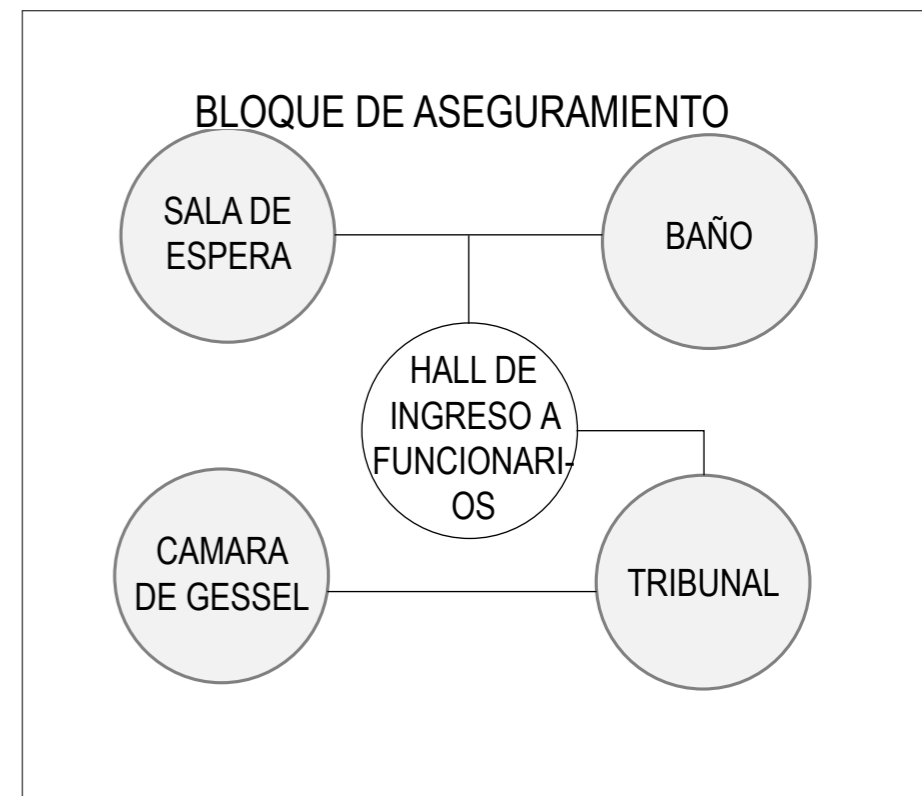 BLOQUE DE ASEGURAMIENTO
SALA DE
ESPERA
BAÑO
HALL DE
INGRESO A
FUNCIONARI-
OS
CAMARA
DE GESSEL
TRIBUNAL